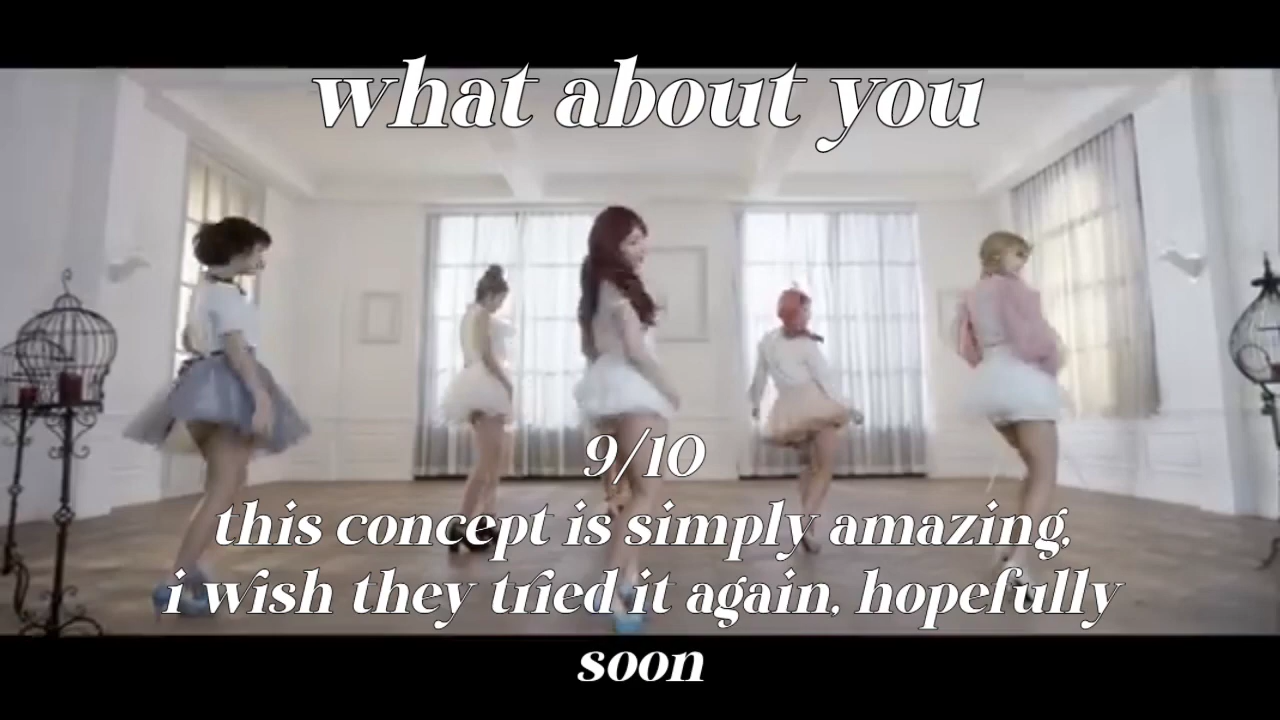 what about you
9/10
this concept is simply amazing,
i wish they tried it again, hopefully
soon